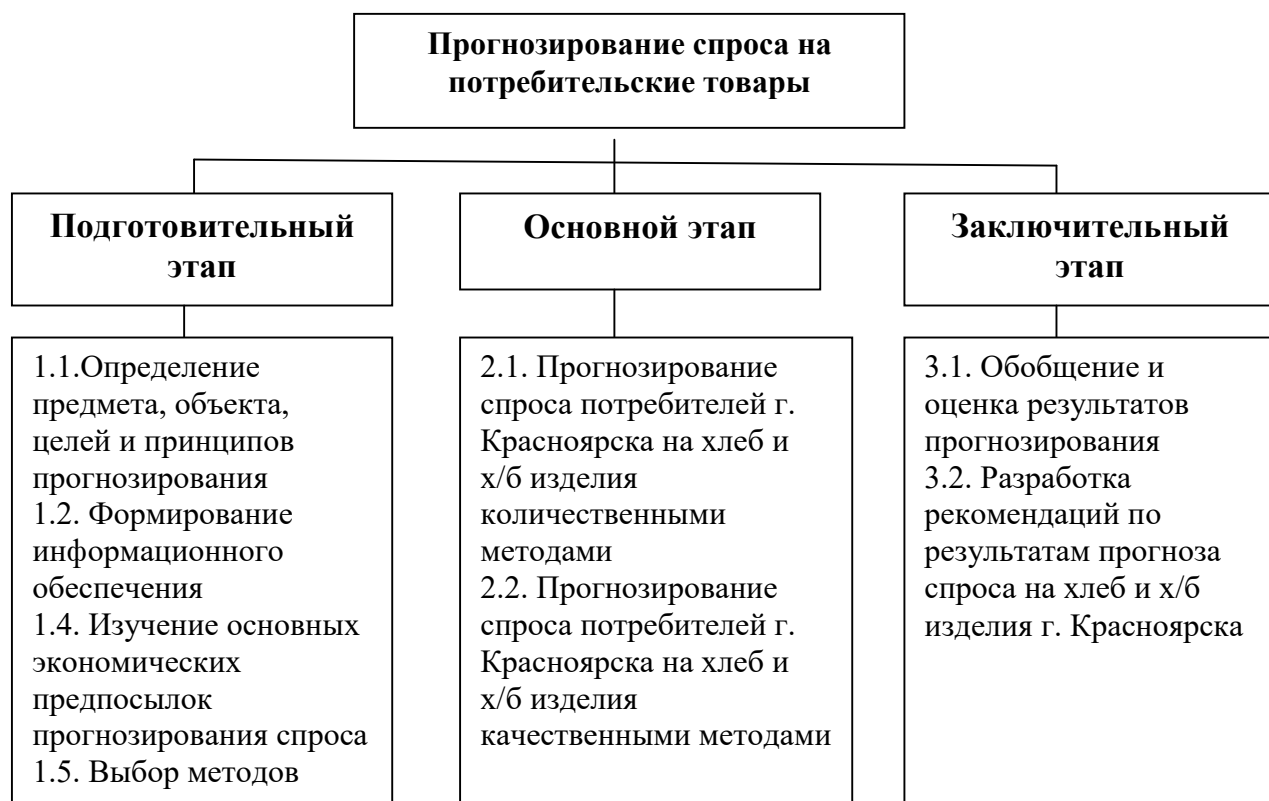 Прогнозирование спроса на
потребительские товары
Подготовительный
этап
Основной этап
Заключительный
этап
1.1.Определение
предмета, объекта,
целей и принципов
прогнозирования
1.2. Формирование
информационного
обеспечения
1.4. Изучение основных
экономических
предпосылок
прогнозирования спроса
1.5. Выбор методов
2.1. Прогнозирование
спроса потребителей г.
Красноярска на хлеб и
х/б изделия
количественными
методами
2.2. Прогнозирование
спроса потребителей г.
Красноярска на хлеб и
х/б изделия
качественными методами
3.1. Обобщение и
оценка результатов
прогнозирования
3.2. Разработка
рекомендаций по
результатам прогноза
спроса на хлеб и х/б
изделия г. Красноярска